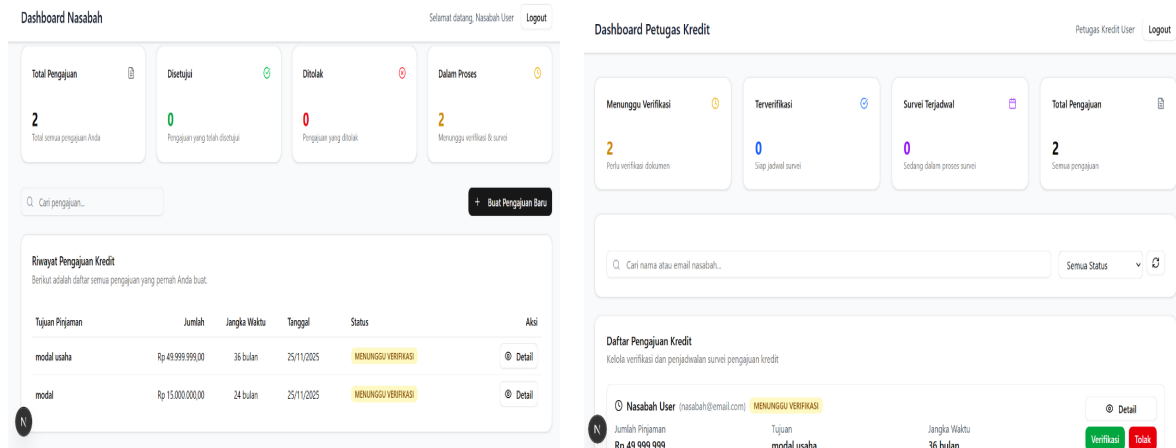 Dashboard Nasabah
Selamat datang, Nasabah User
Logout
Total Pengajuan
2
Total semua pengajuan Anda
Disetujui
0
Pengajuan yang telah disetujui
Ditolak
0
Pengajuan yang ditolak
Dalam Proses
2
Menunggu verifikasi & survei
Cari pengajuan...
+ Buat Pengajuan Baru
Riwayat Pengajuan Kredit
Berikut adalah daftar semua pengajuan yang pernah Anda buat.
Tujuan Pinjaman Jumlah Jangka Waktu Tanggal Status Aksi
modal usaha Rp 49.999.999,00 36 bulan 25/11/2025 MENUNGGU VERIFIKASI Detail
modal Rp 15.000.000,00 24 bulan 25/11/2025 MENUNGGU VERIFIKASI Detail
N
Dashboard Petugas Kredit
Petugas Kredit User
Logout
Menunggu Verifikasi
2
Perlu verifikasi dokumen
Terverifikasi
0
Siap jadwal survei
Survei Terjadwal
0
Sedang dalam proses survei
Total Pengajuan
2
Semua pengajuan
Cari nama atau email nasabah...
Semua Status
Daftar Pengajuan Kredit
Kelola verifikasi dan penjadwalan survei pengajuan kredit
Nasabah User (nasabah@email.com) MENUNGGU VERIFIKASI
Detail
Jumlah Pinjaman Tujuan Jangka Waktu
Rp 49.999.999 modal usaha 36 bulan
Verifikasi Tolak
N